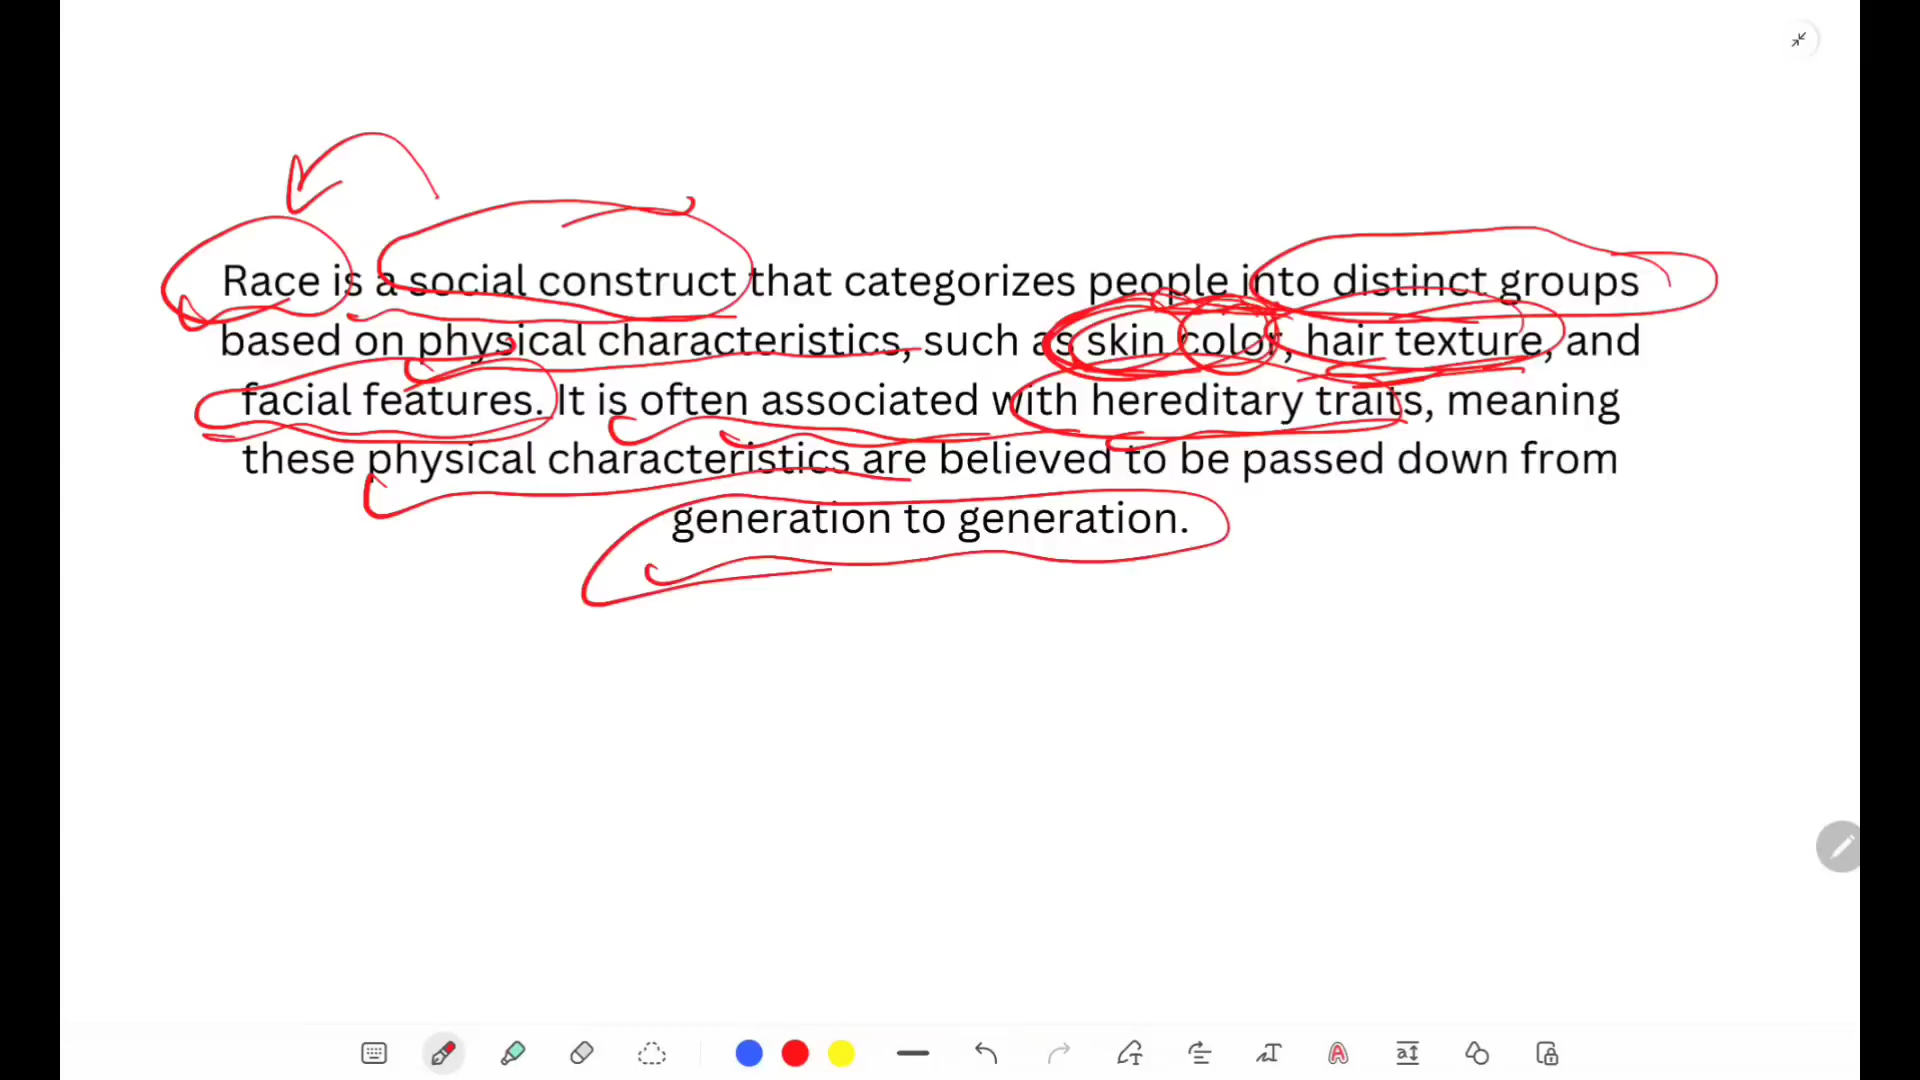 Race is a social construct that categorizes people into distinct groups
based on physical characteristics, such as skin color, hair texture, and
facial features. It is often associated with hereditary traits, meaning
these physical characteristics are believed to be passed down from
generation to generation.